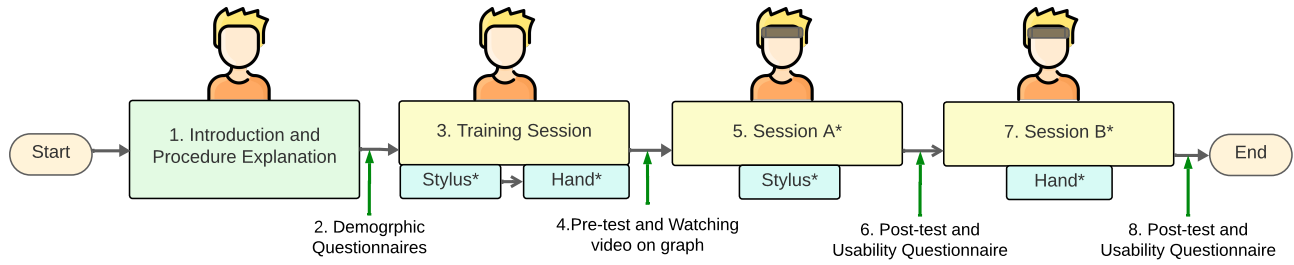 Start
1. Introduction and
Procedure Explanation
2. Demogrphic
Questionnaires
3. Training Session
Stylus*
Hand*
4.Pre-test and Watching
video on graph
5. Session A*
Stylus*
6. Post-test and
Usability Questionnaire
7. Session B*
Hand*
8. Post-test and
Usability Questionnaire
End